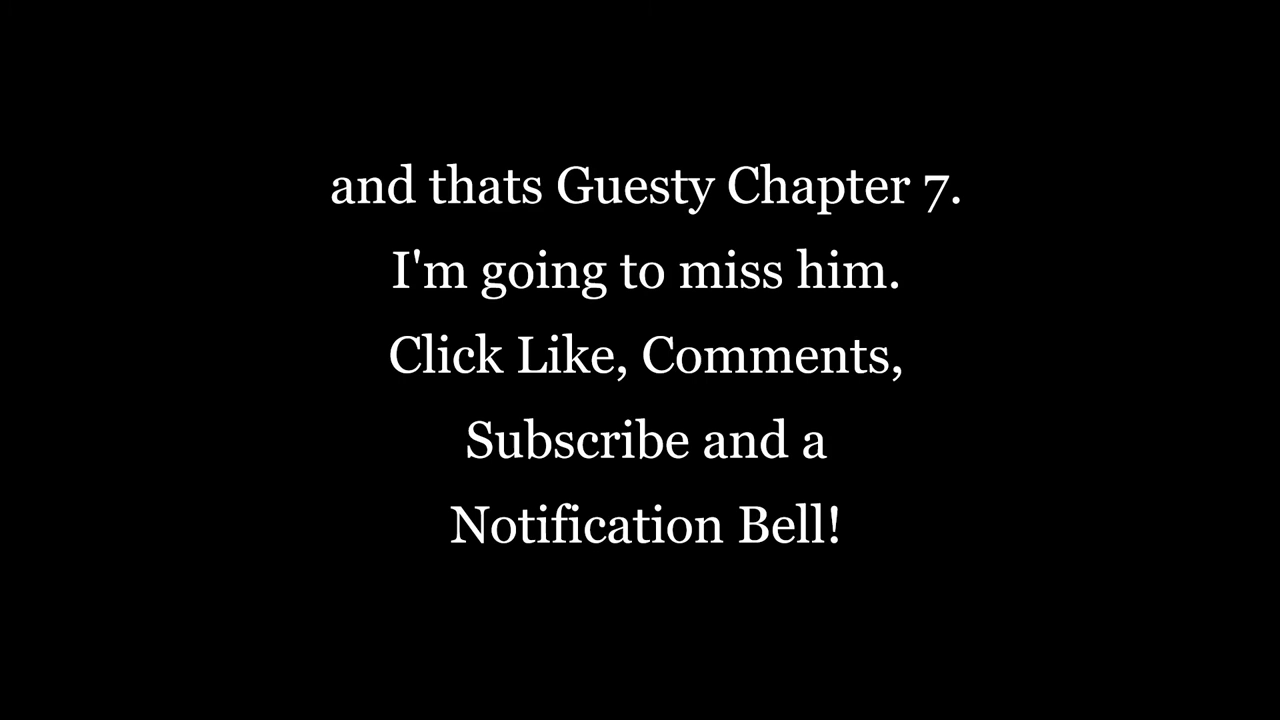 and thats Guesty Chapter 7.
I'm going to miss him.
Click Like, Comments,
Subscribe and a
Notification Bell!